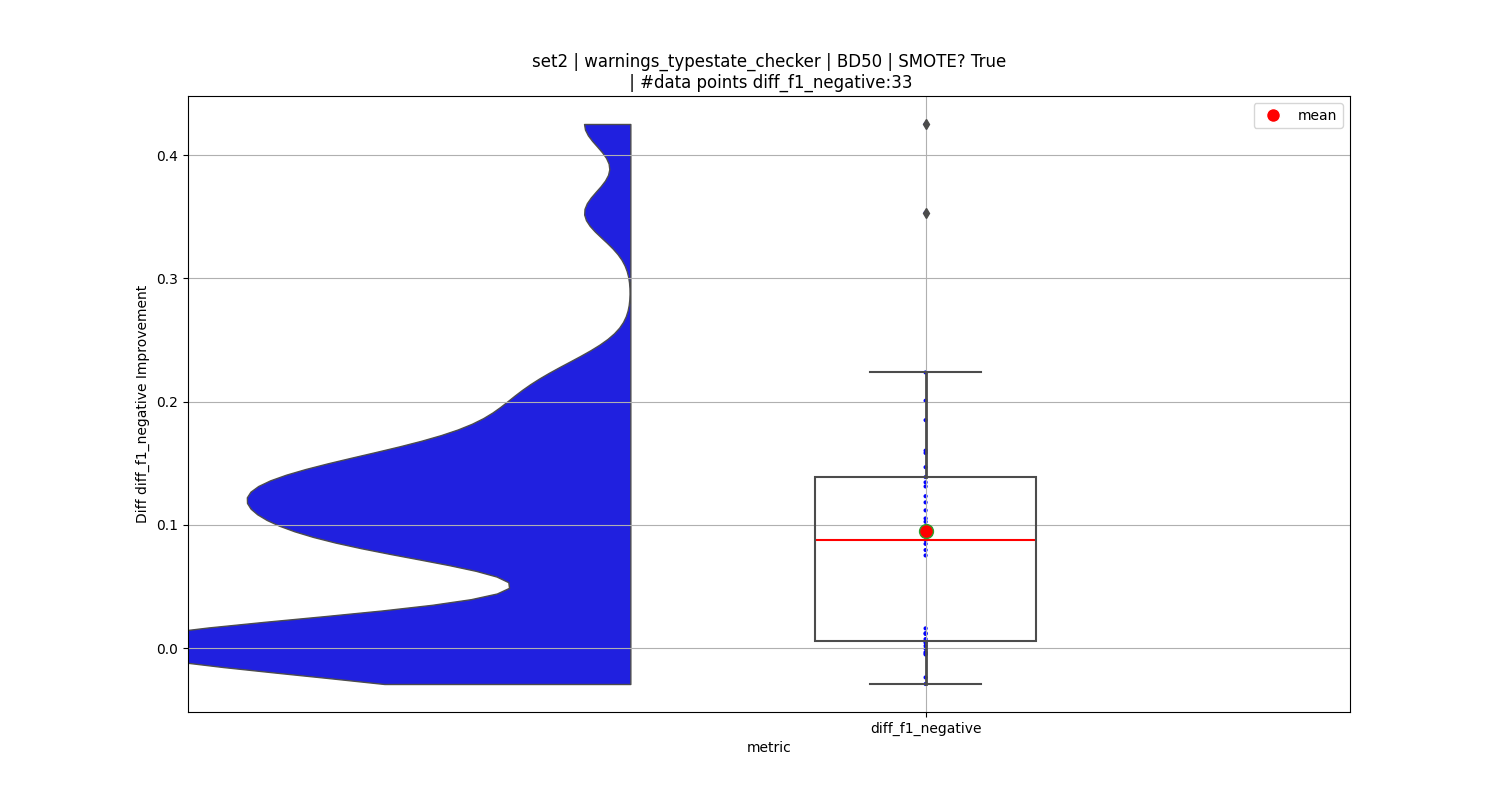 set2 | warnings_typestate_checker | BD50 | SMOTE? True
| #data points diff_f1_negative:33
mean
0.4
0.3
0.2
0.1
0.0
Diff diff_f1_negative Improvement
diff_f1_negative
metric